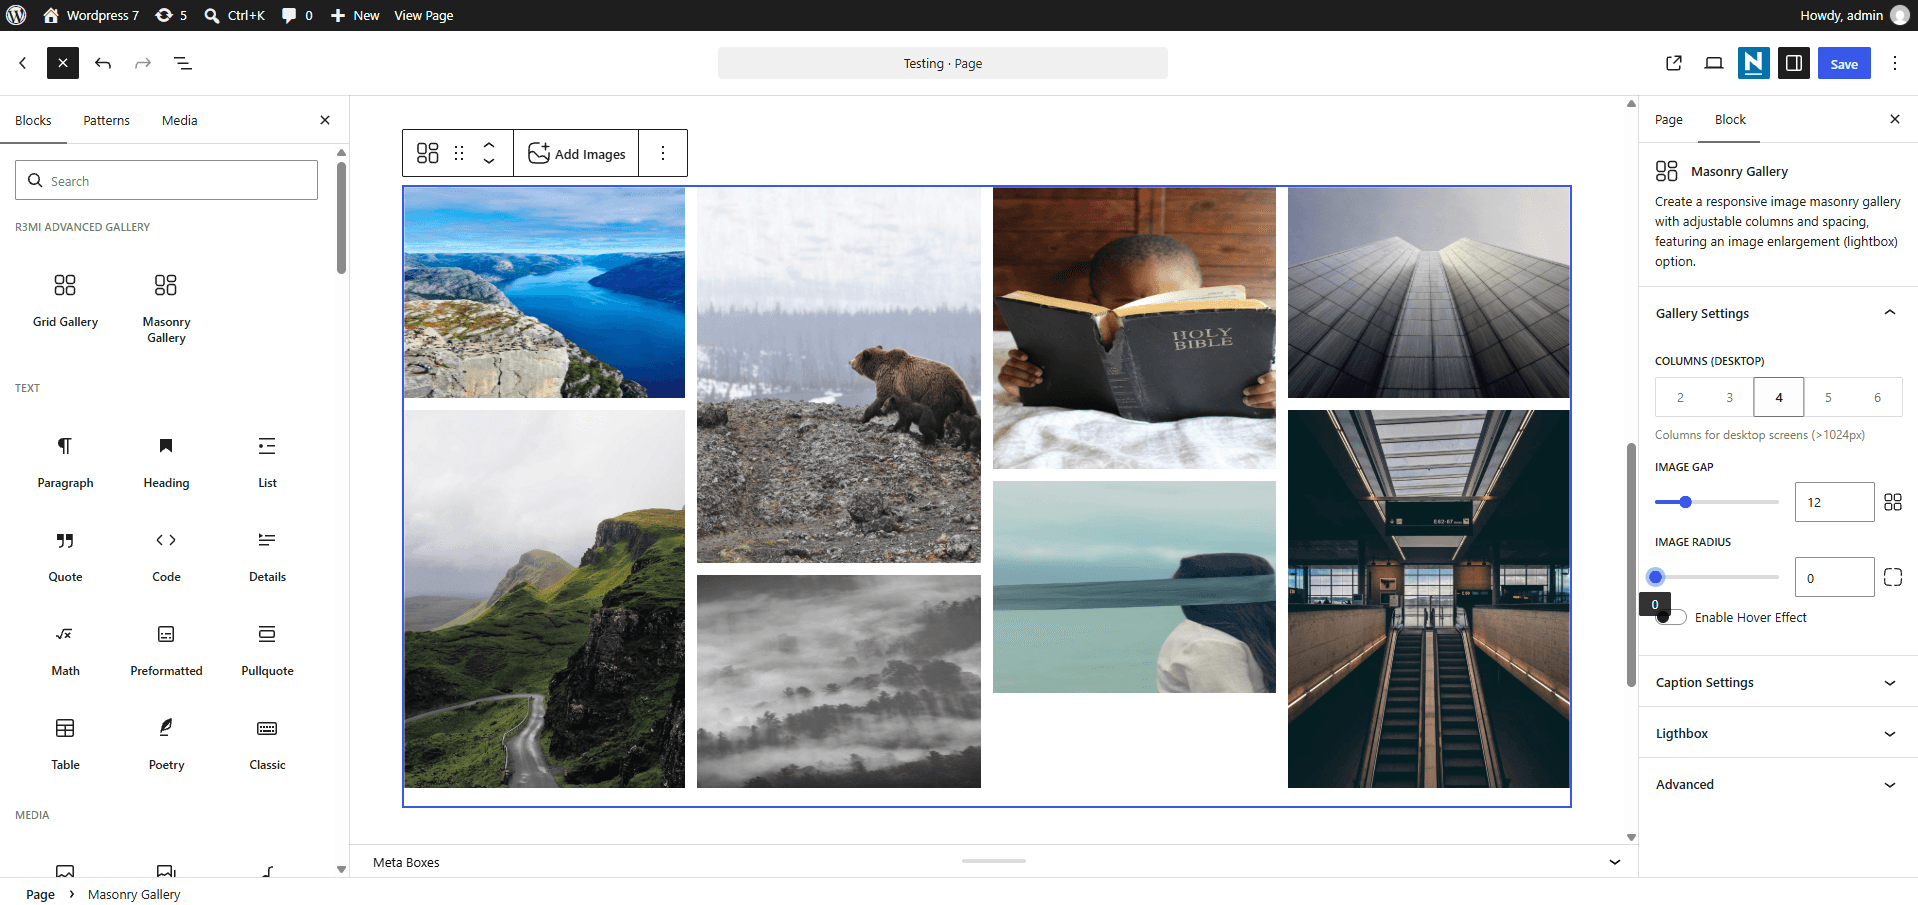 Wordpress 7
5
Ctrl+K
0
New
View Page
Howdy, admin
Testing · Page
N
Save
Blocks
Patterns
Media
Search
R3MI ADVANCED GALLERY
Grid Gallery
Masonry
Gallery
TEXT
Paragraph
Heading
List
Quote
Code
Details
Math
Preformatted
Pullquote
Table
Poetry
Classic
MEDIA
Add Images
HOLY
BIBLE
Meta Boxes
Page
Masonry Gallery
Page
Block
Masonry Gallery
Create a responsive image masonry gallery
with adjustable columns and spacing,
featuring an image enlargement (lightbox)
option.
Gallery Settings
COLUMNS (DESKTOP)
2
3
4
5
6
Columns for desktop screens (>1024px)
IMAGE GAP
12
IMAGE RADIUS
0
0
Enable Hover Effect
Caption Settings
Ligthbox
Advanced